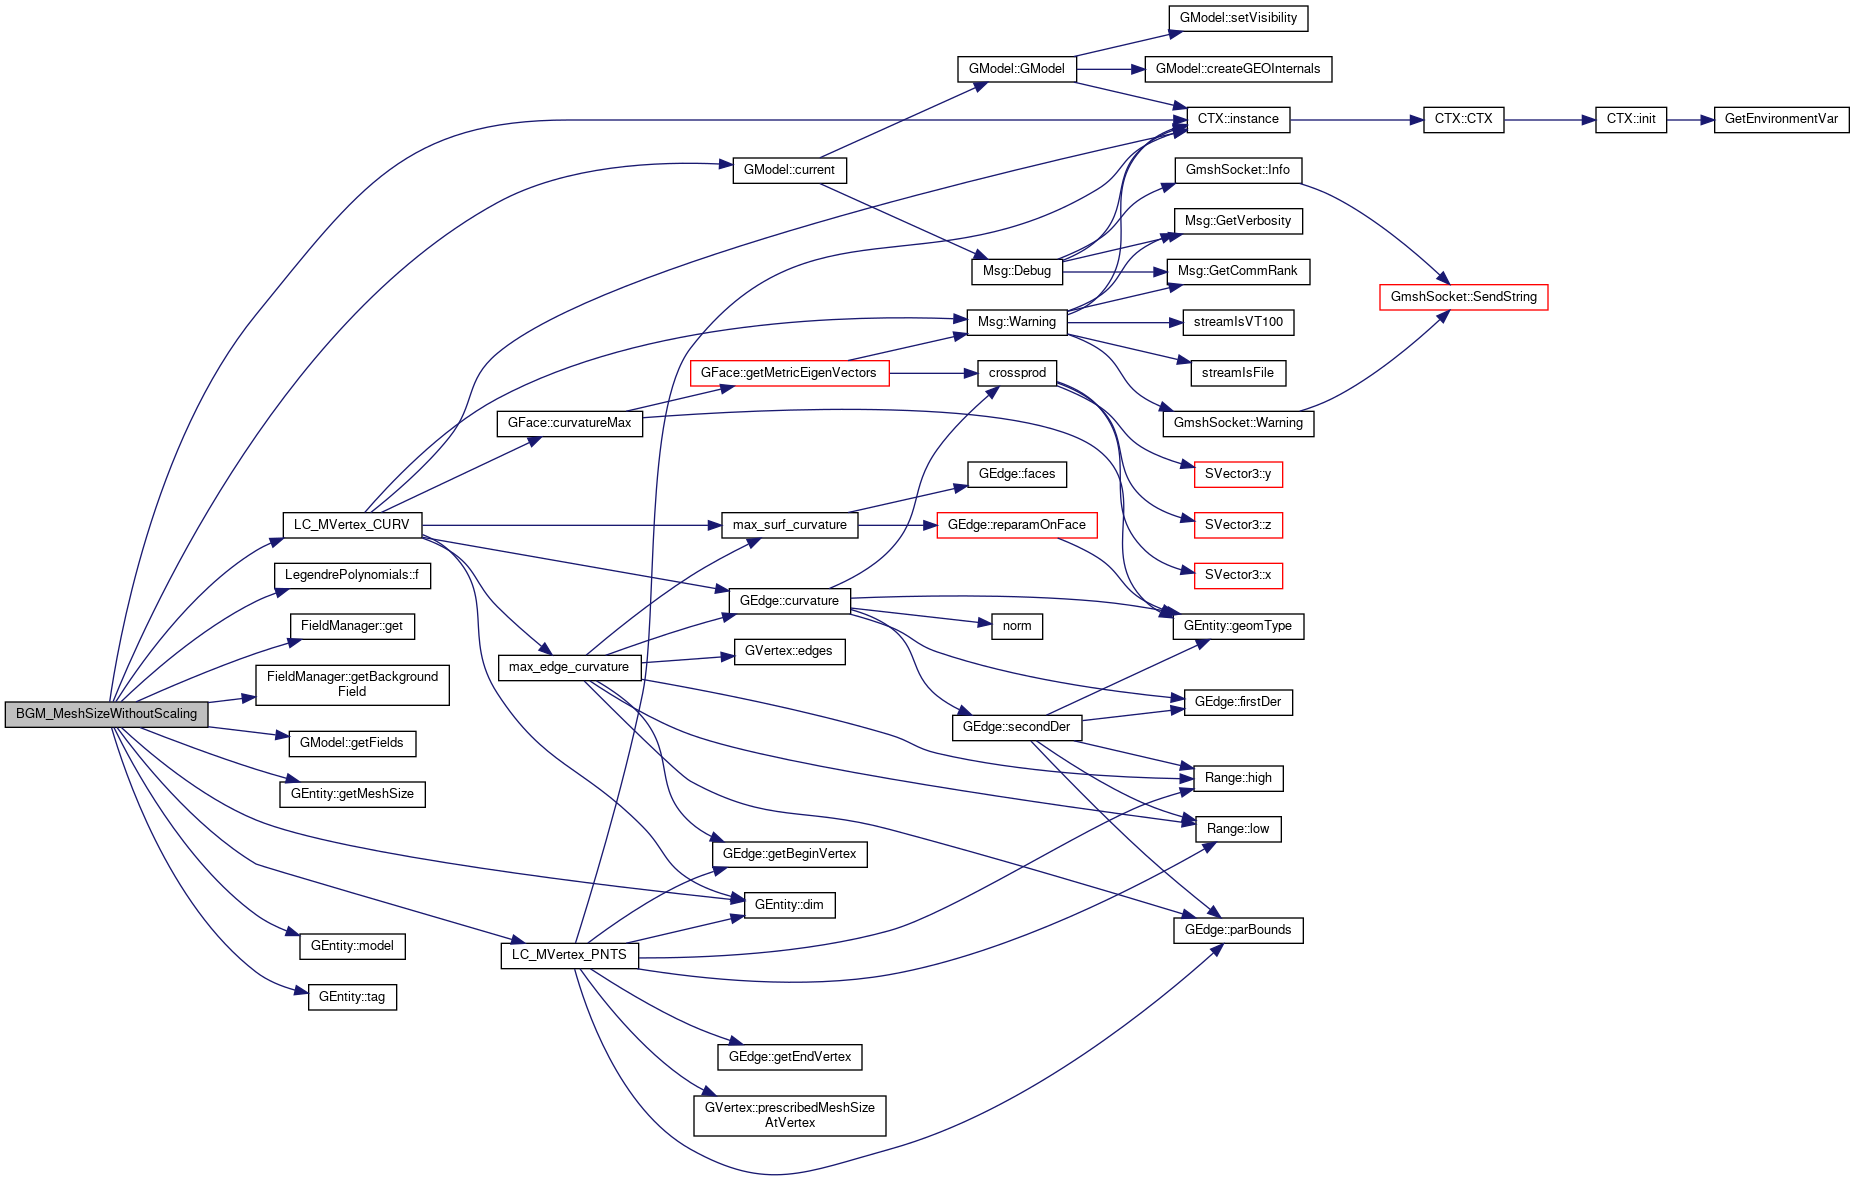 GModel::setVisibility
GModel::GModel
GModel::createGEOInternals
CTX::instance
CTX::CTX
CTX::init
GetEnvironmentVar
GModel::current
GmshSocket::Info
Msg::GetVerbosity
Msg::Debug
Msg::GetCommRank
GmshSocket::SendString
Msg::Warning
streamIsVT100
GFace::getMetricEigenVectors
crossprod
streamIsFile
GFace::curvatureMax
GmshSocket::Warning
GEdge::faces
SVector3::y
LC_MVertex_CURV
max_surf_curvature
GEdge::reparamOnFace
SVector3::z
LegendrePolynomials::f
SVector3::x
GEdge::curvature
FieldManager::get
norm
GEntity::geomType
GVertex::edges
max_edge_curvature
FieldManager::getBackground
Field
GEdge::firstDer
BGM_MeshSizeWithoutScaling
GEdge::secondDer
GModel::getFields
Range::high
GEntity::getMeshSize
Range::low
GEdge::getBeginVertex
GEntity::dim
GEdge::parBounds
GEntity::model
LC_MVertex_PNTS
GEntity::tag
GEdge::getEndVertex
GVertex::prescribedMeshSize
AtVertex